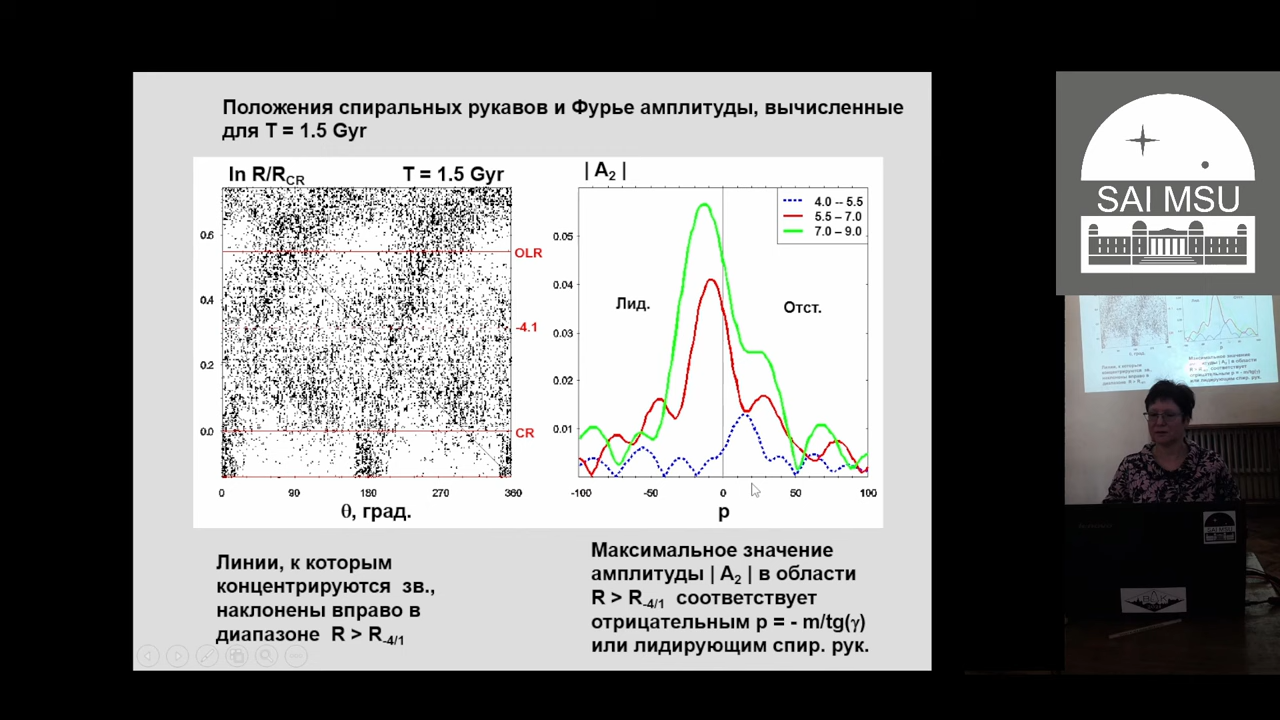 Положения спиральных рукавов и Фурье амплитуды, вычисленные
для T = 1.5 Gyr
ln R/RCR
T = 1.5 Gyr
0.6
0.4
0.2
0.0
OLR
-4.1
CR
0 90 180 270 360
θ, град.
| A2 |
4.0 -- 5.5
5.5 – 7.0
7.0 – 9.0
0.05
0.04
0.03
0.02
0.01
Лид.
Отст.
-100 -50 0 50 100
p
Линии, к которым
концентрируются зв.,
наклонены вправо в
диапазоне R > R-4/1
Максимальное значение
амплитуды | A2 | в области
R > R-4/1 соответствует
отрицательным p = - m/tg(γ)
или лидирующим спир. рук.
SAI MSU